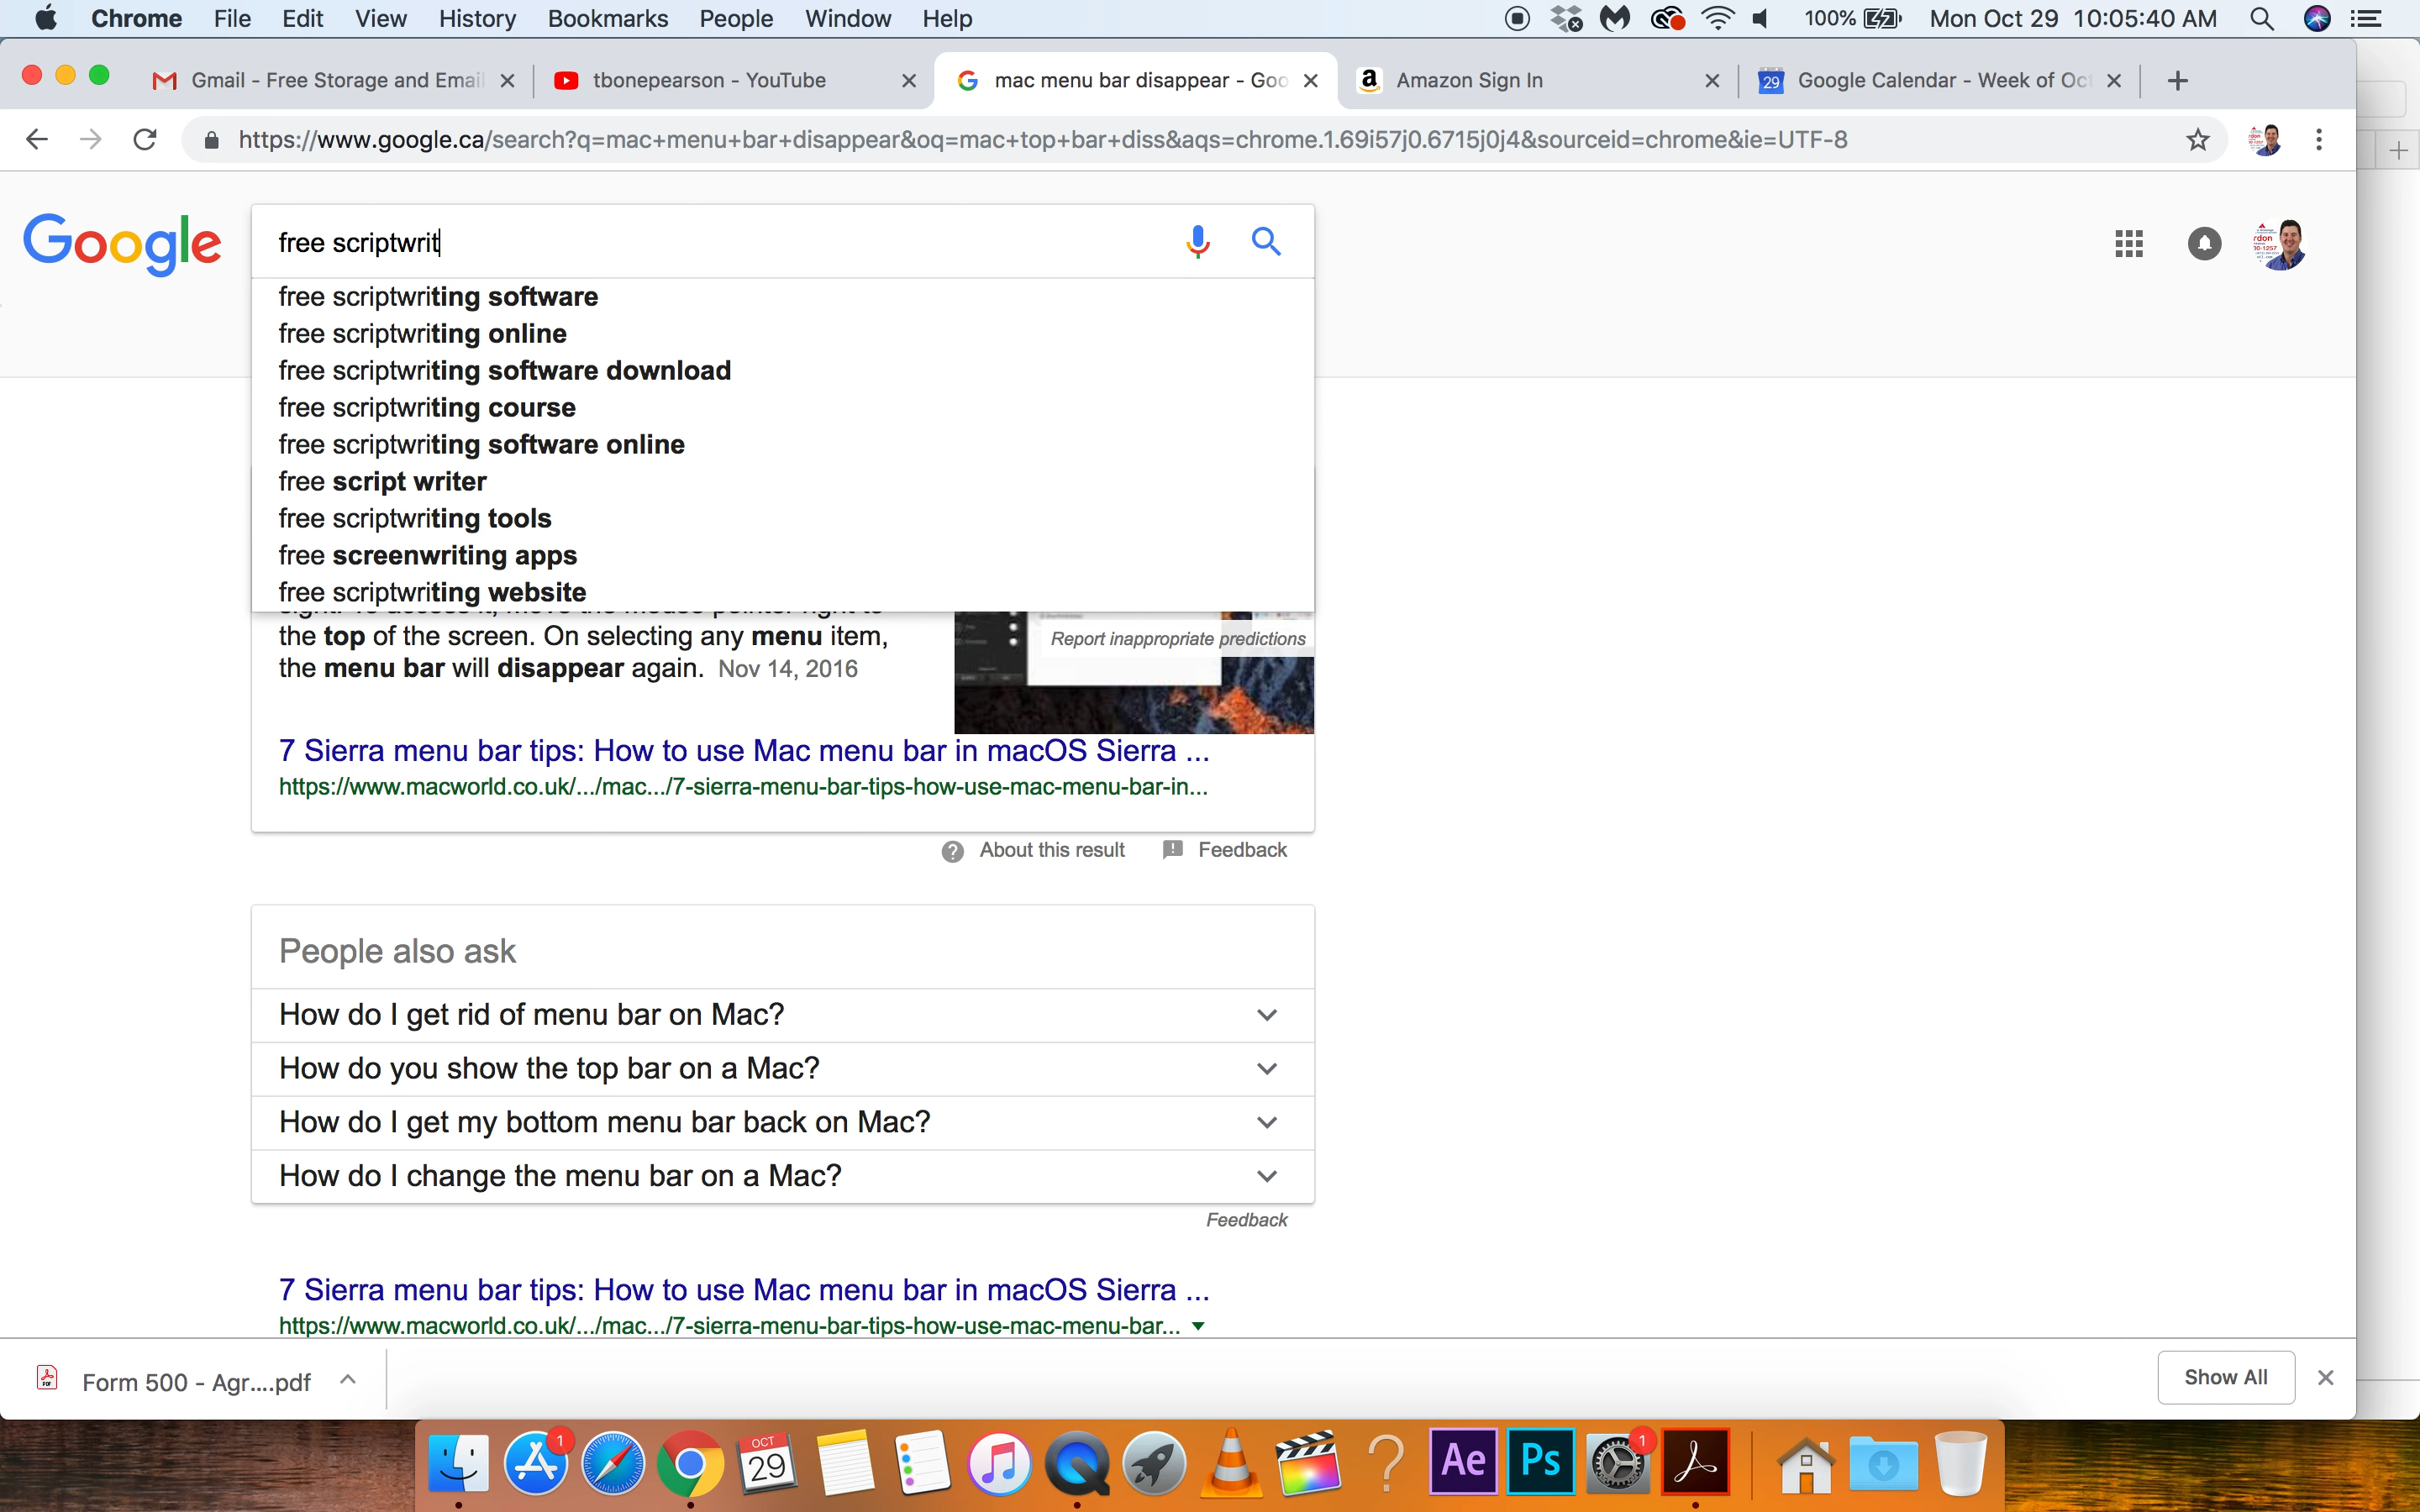 Chrome File Edit View History Bookmarks People Window Help 100% Mon Oct 29 10:05:40 AM
Gmail - Free Storage and Email tbonepearson - YouTube mac menu bar disappear - Goo Amazon Sign In 29 Google Calendar - Week of Oct
https://www.google.ca/search?q=mac+menu+bar+disappear&oq=mac+top+bar+diss&aqs=chrome.1.69i57j0.6715j0j4&sourceid=chrome&ie=UTF-8
Google free scriptwrit
free scriptwriting software
free scriptwriting online
free scriptwriting software download
free scriptwriting course
free scriptwriting software online
free script writer
free scriptwriting tools
free screenwriting apps
free scriptwriting website
the top of the screen. On selecting any menu item,
Report inappropriate predictions
the menu bar will disappear again. Nov 14, 2016
7 Sierra menu bar tips: How to use Mac menu bar in macOS Sierra ...
https://www.macworld.co.uk/.../mac.../7-sierra-menu-bar-tips-how-use-mac-menu-bar-in...
About this result Feedback
People also ask
How do I get rid of menu bar on Mac?
How do you show the top bar on a Mac?
How do I get my bottom menu bar back on Mac?
How do I change the menu bar on a Mac?
Feedback
7 Sierra menu bar tips: How to use Mac menu bar in macOS Sierra ...
https://www.macworld.co.uk/.../mac.../7-sierra-menu-bar-tips-how-use-mac-menu-bar...
Form 500 - Agr....pdf Show All
1 OCT 29 Ae Ps 1